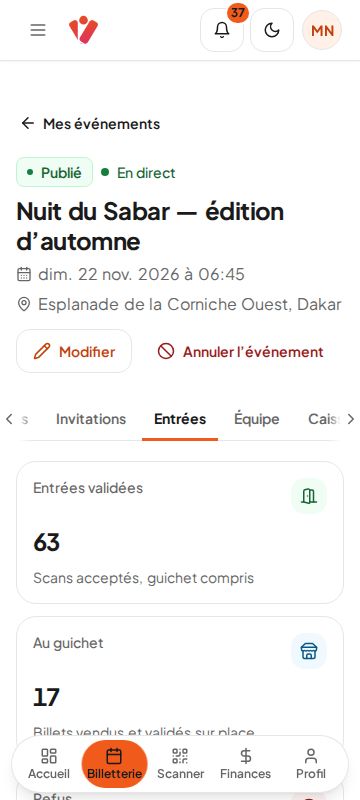 37
MN
Mes événements
Publié
En direct
Nuit du Sabar — édition
d’automne
dim. 22 nov. 2026 à 06:45
Esplanade de la Corniche Ouest, Dakar
Modifier
Annuler l’événement
s Invitations Entrées Équipe Cais
Entrées validées
63
Scans acceptés, guichet compris
Au guichet
17
Billets vendus et validés sur place
Accueil Billetterie Scanner Finances Profil
Refus